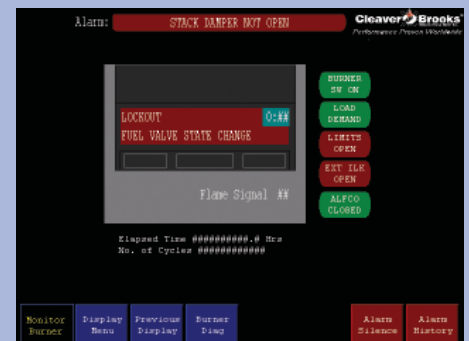 Alarm: STACK DAMPER NOT OPEN
Cleaver Brooks
Performance Proven Worldwide
LOCKOUT 0:##
FUEL VALVE STATE CHANGE
Flame Signal ##
BURNER
SW ON
LOAD
DEMAND
LIMITS
OPEN
EXT ILK
OPEN
ALFCO
CLOSED
Elapsed Time ##########.# Hrs
No. of Cycles ############
Monitor
Burner
Display
Menu
Previous
Display
Burner
Diag
Alarm
Silence
Alarm
History